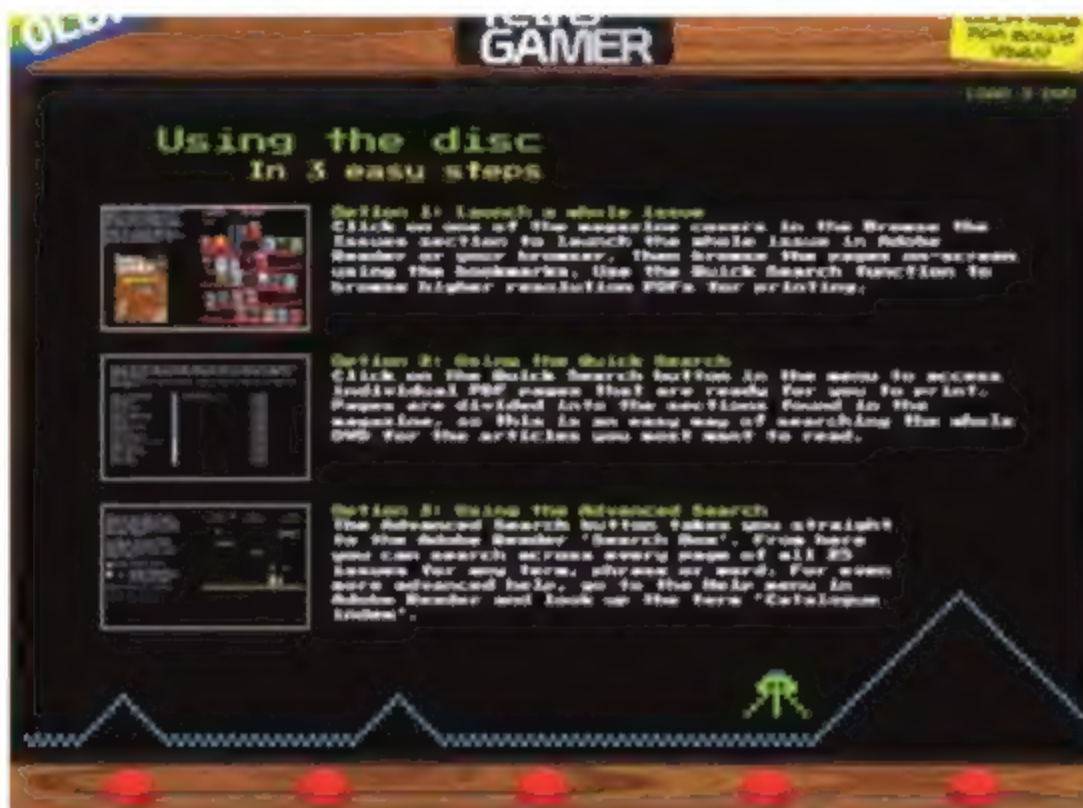 retro
GAMER
Using the disc
In 3 easy steps
Option 1: Launch a whole issue
Click on one of the magazine covers in the Browse the
Issues section to launch the whole issue in Adobe
Reader or your browser. Then browse the pages on-screen
using the bookmarks. Use the Quick Search function to
browse higher resolution PDFs for printing.
Option 2: Using the Quick Search
Click on the Quick Search button in the menu to access
individual PDF pages that are ready for you to print.
Pages are divided into the sections found in the
magazine, so this is an easy way of searching the whole
DVD for the articles you most want to read.
Option 3: Using the Advanced Search
The Advanced Search button takes you straight
to the Adobe Reader 'Search Box'. From here
you can search across every page of all
issues for any term, phrase or word. For even
more advanced help, go to the Help menu in
Adobe Reader and look up the term 'Catalogue
index'.